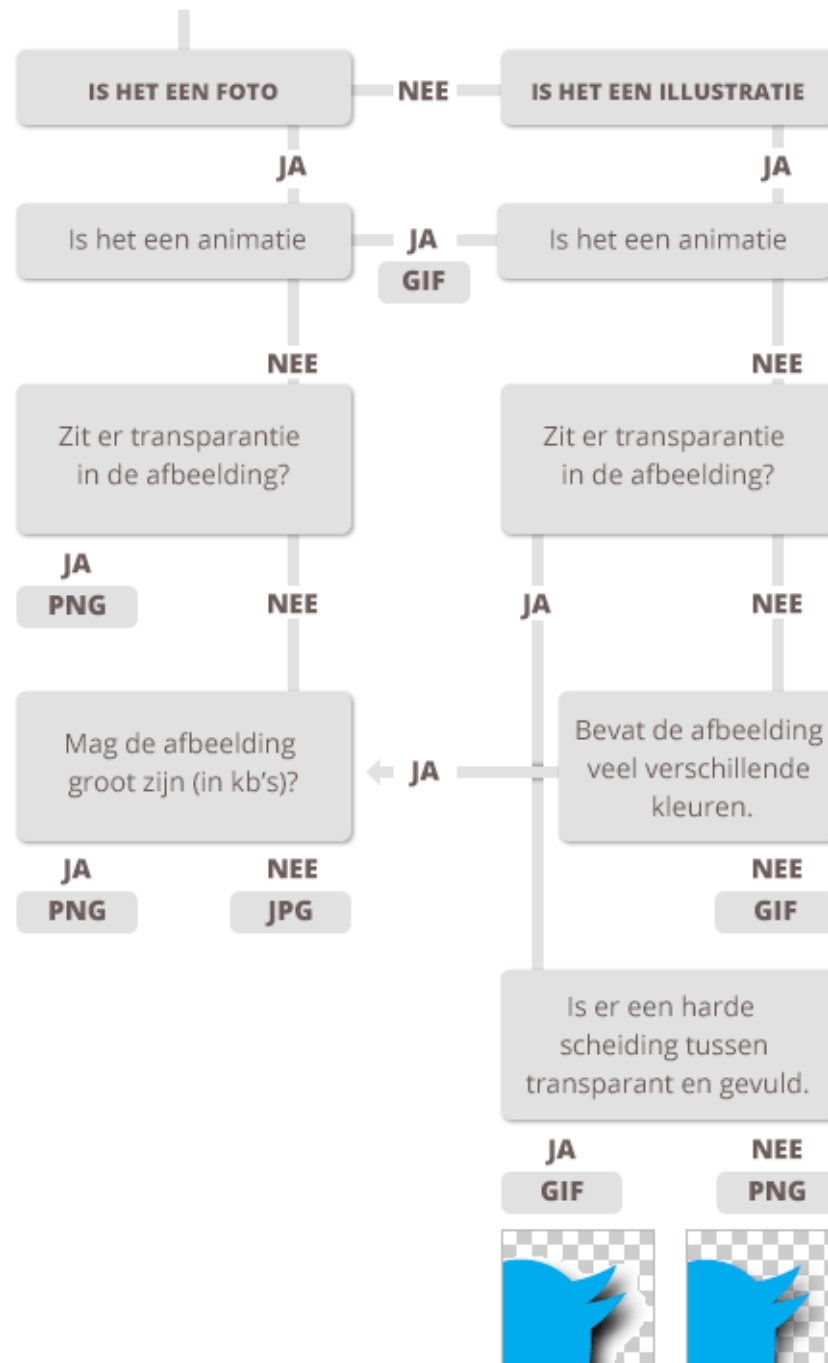 IS HET EEN FOTO
NEE
IS HET EEN ILLUSTRATIE
JA
JA
Is het een animatie
JA
GIF
Is het een animatie
NEE
NEE
Zit er transparantie
in de afbeelding?
Zit er transparantie
in de afbeelding?
JA
PNG
NEE
JA
NEE
Mag de afbeelding
groot zijn (in kb's)?
JA
Bevat de afbeelding
veel verschillende
kleuren.
JA
PNG
NEE
JPG
NEE
GIF
Is er een harde
scheiding tussen
transparant en gevuld.
JA
GIF
NEE
PNG